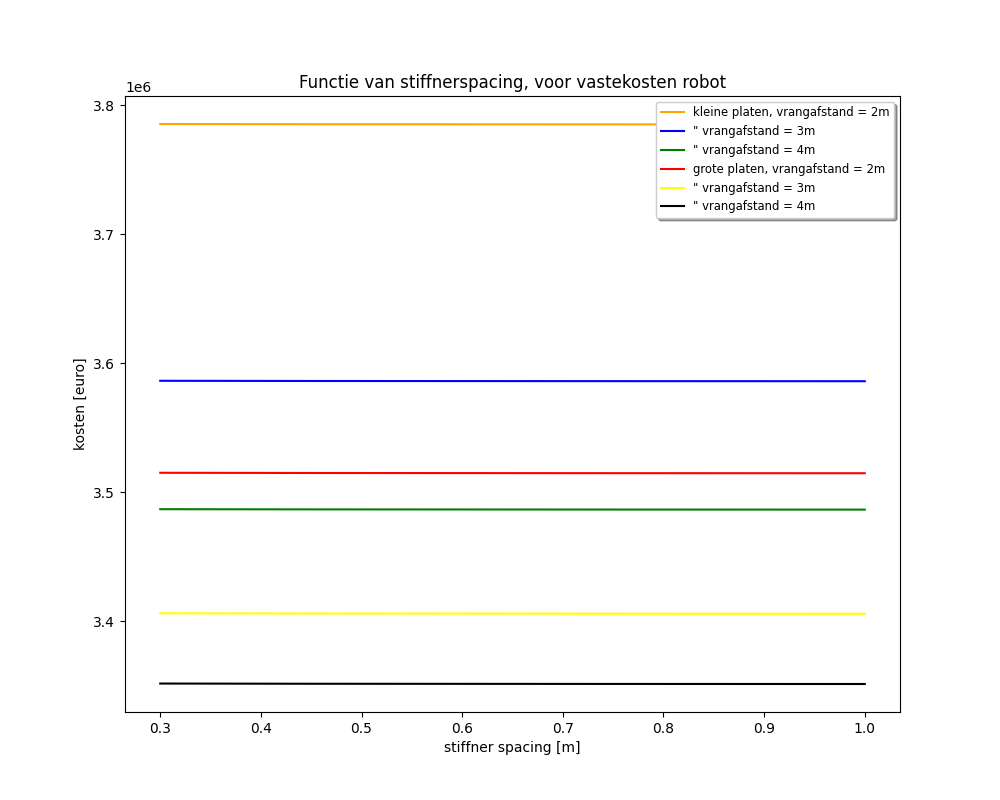 Functie van stiffnerspacing, voor vastekosten robot
1e6
3.8
3.7
3.6
3.5
3.4
kosten [euro]
kleine platen, vrangafstand = 2m
" vrangafstand = 3m
" vrangafstand = 4m
grote platen, vrangafstand = 2m
" vrangafstand = 3m
" vrangafstand = 4m
0.3 0.4 0.5 0.6 0.7 0.8 0.9 1.0
stiffner spacing [m]